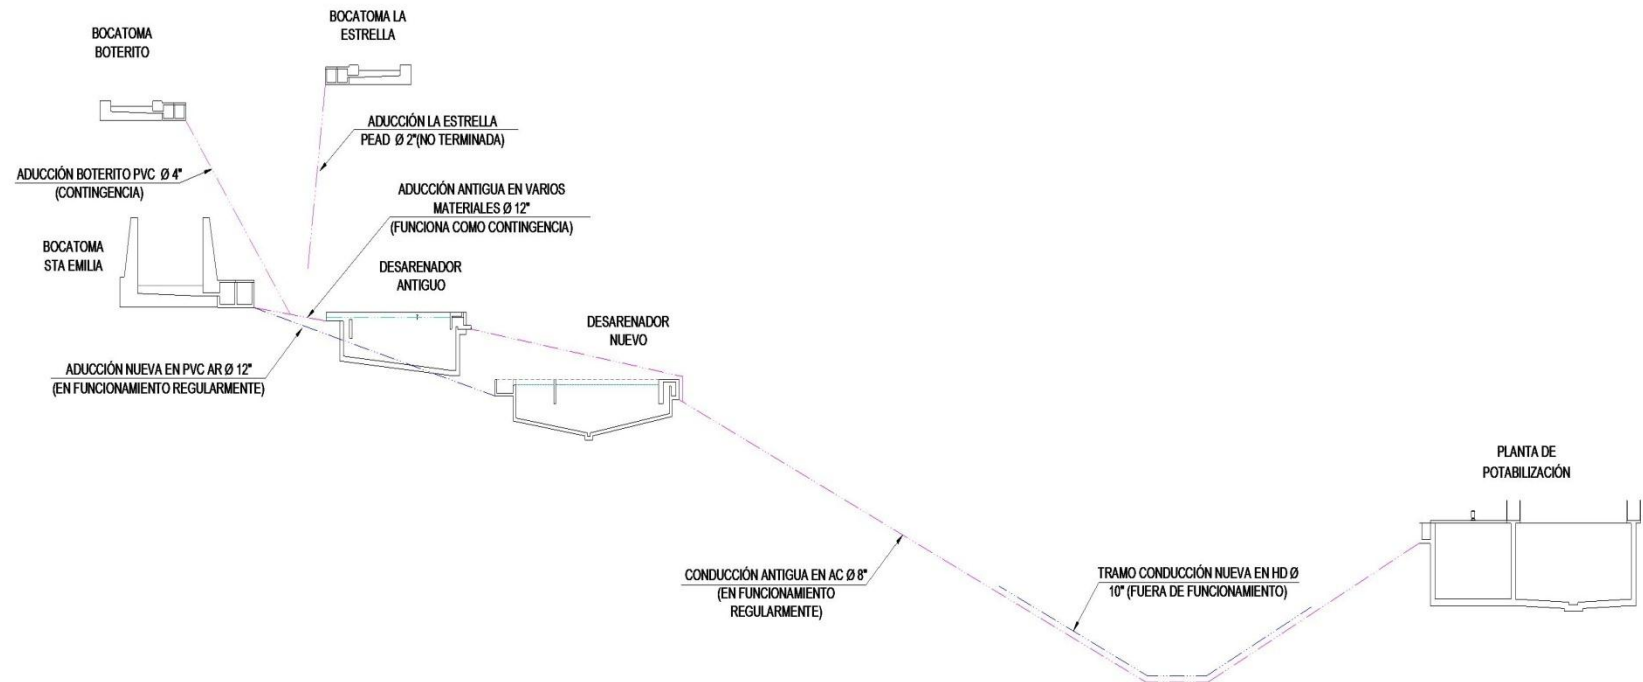 BOCATOMA LA
ESTRELLA
BOCATOMA
BOTERITO
ADUCCIÓN LA ESTRELLA
PEAD Ø 2"(NO TERMINADA)
ADUCCIÓN BOTERITO PVC Ø 4"
(CONTINGENCIA)
ADUCCIÓN ANTIGUA EN VARIOS
MATERIALES Ø 12"
(FUNCIONA COMO CONTINGENCIA)
BOCATOMA
STA EMILIA
DESARENADOR
ANTIGUO
DESARENADOR
NUEVO
ADUCCIÓN NUEVA EN PVC AR Ø 12"
(EN FUNCIONAMIENTO REGULARMENTE)
PLANTA DE
POTABILIZACIÓN
CONDUCCIÓN ANTIGUA EN AC Ø 8"
(EN FUNCIONAMIENTO
REGULARMENTE)
TRAMO CONDUCCIÓN NUEVA EN HD Ø
10" (FUERA DE FUNCIONAMIENTO)